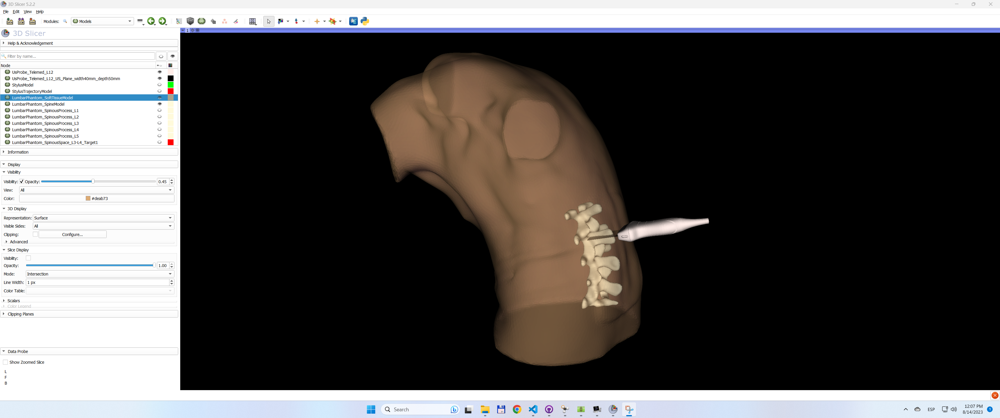 3D Slicer 5.2.2
File Edit View Help
DATA DCM SAVE Modules: Models
3D Slicer
1
Help & Acknowledgement
Filter by name...
Node
UsProbe_Telemed_L12
UsProbe_Telemed_L12_US_Plane_width40mm_depth50mm
StylusModel
StylusTrajectoryModel
LumbarPhantom_SoftTissueModel
LumbarPhantom_SpineModel
LumbarPhantom_SpinousProcess_L1
LumbarPhantom_SpinousProcess_L2
LumbarPhantom_SpinousProcess_L3
LumbarPhantom_SpinousProcess_L4
LumbarPhantom_SpinousProcess_L5
LumbarPhantom_SpinousSpace_L3-L4_Target1
Information
Display
Visibility
Visibility: Opacity: 0.45
View: All
Color: #deab73
3D Display
Representation: Surface
Visible Sides: All
Clipping: Configure...
Advanced
Slice Display
Visibility:
Opacity: 1.00
Mode: Intersection
Line Width: 1 px
Color Table:
Scalars
Color Legend
Clipping Planes
Data Probe
Show Zoomed Slice
L
F
B
Search
ESP
12:07 PM
8/14/2023
1